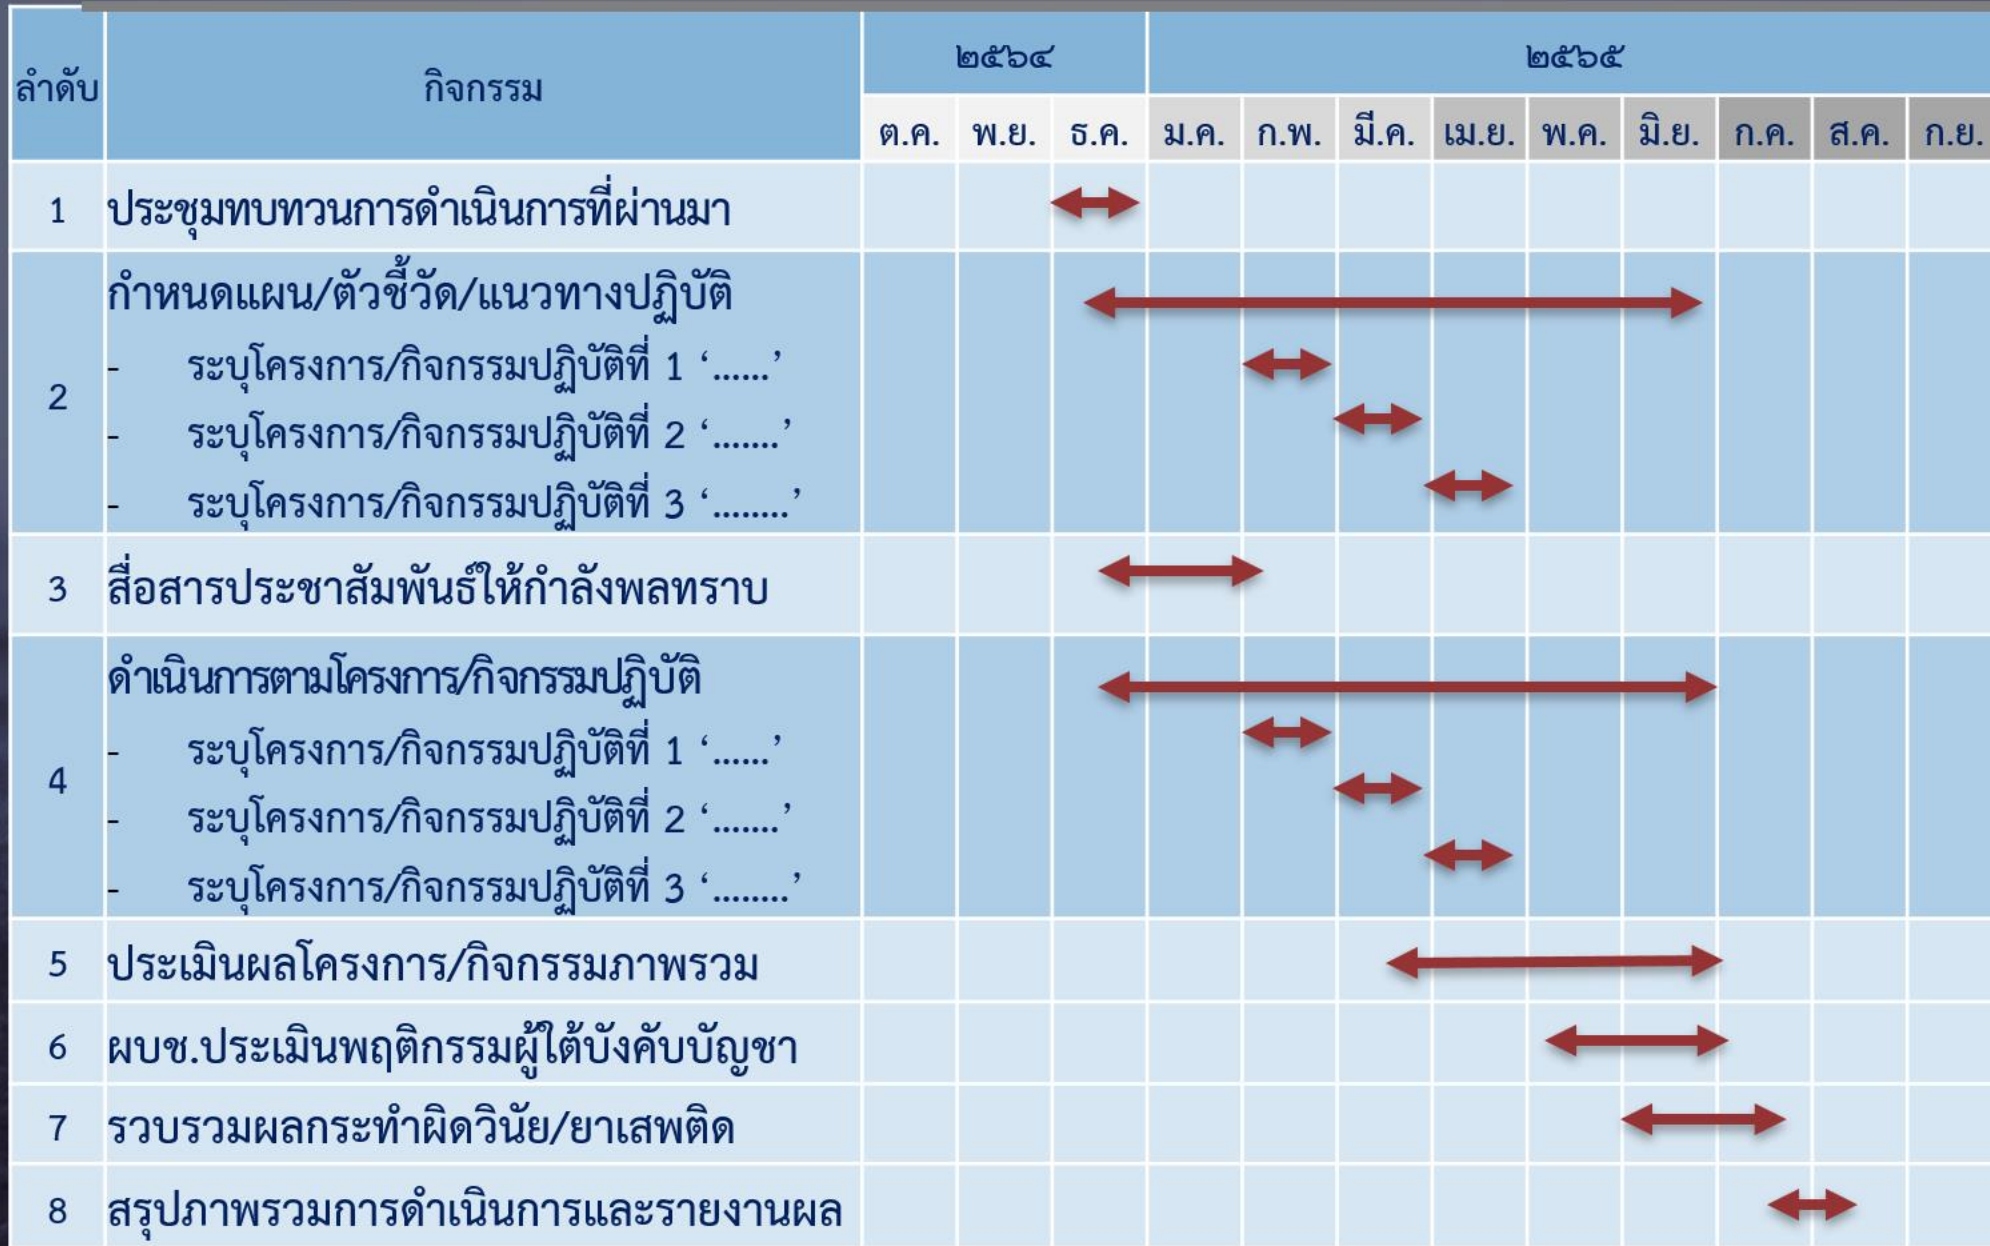 ลำดับ กิจกรรม ๒๕๖๔ ๒๕๖๕
ต.ค. พ.ย. ธ.ค. ม.ค. ก.พ. มี.ค. เม.ย. พ.ค. มิ.ย. ก.ค. ส.ค. ก.ย.
1 ประชุมทบทวนการดำเนินการที่ผ่านมา
2 กำหนดแผน/ตัวชี้วัด/แนวทางปฏิบัติ
- ระบุโครงการ/กิจกรรมปฏิบัติที่ 1 ‘......’
- ระบุโครงการ/กิจกรรมปฏิบัติที่ 2 ‘.......’
- ระบุโครงการ/กิจกรรมปฏิบัติที่ 3 ‘........’
3 สื่อสารประชาสัมพันธ์ให้กำลังพลทราบ
4 ดำเนินการตามโครงการ/กิจกรรมปฏิบัติ
- ระบุโครงการ/กิจกรรมปฏิบัติที่ 1 ‘......’
- ระบุโครงการ/กิจกรรมปฏิบัติที่ 2 ‘.......’
- ระบุโครงการ/กิจกรรมปฏิบัติที่ 3 ‘........’
5 ประเมินผลโครงการ/กิจกรรมภาพรวม
6 ผบช.ประเมินพฤติกรรมผู้ใต้บังคับบัญชา
7 รวบรวมผลกระทำผิดวินัย/ยาเสพติด
8 สรุปภาพรวมการดำเนินการและรายงานผล